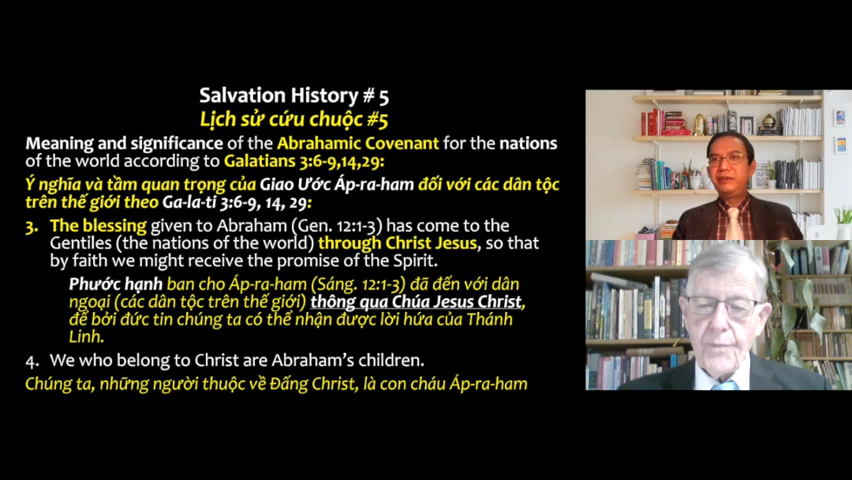 Salvation History # 5
Lịch sử cứu chuộc #5
Meaning and significance of the Abrahamic Covenant for the nations
of the world according to Galatians 3:6-9,14,29:
Ý nghĩa và tầm quan trọng của Giao Ước Áp-ra-ham đối với các dân tộc
trên thế giới theo Ga-la-ti 3:6-9, 14, 29:
3. The blessing given to Abraham (Gen. 12:1-3) has come to the
Gentiles (the nations of the world) through Christ Jesus, so that
by faith we might receive the promise of the Spirit.
Phước hạnh ban cho Áp-ra-ham (Sáng. 12:1-3) đã đến với dân
ngoại (các dân tộc trên thế giới) thông qua Chúa Jesus Christ,
để bởi đức tin chúng ta có thể nhận được lời hứa của Thánh
Linh.
4. We who belong to Christ are Abraham's children.
Chúng ta, những người thuộc về Đấng Christ, là con cháu Áp-ra-ham